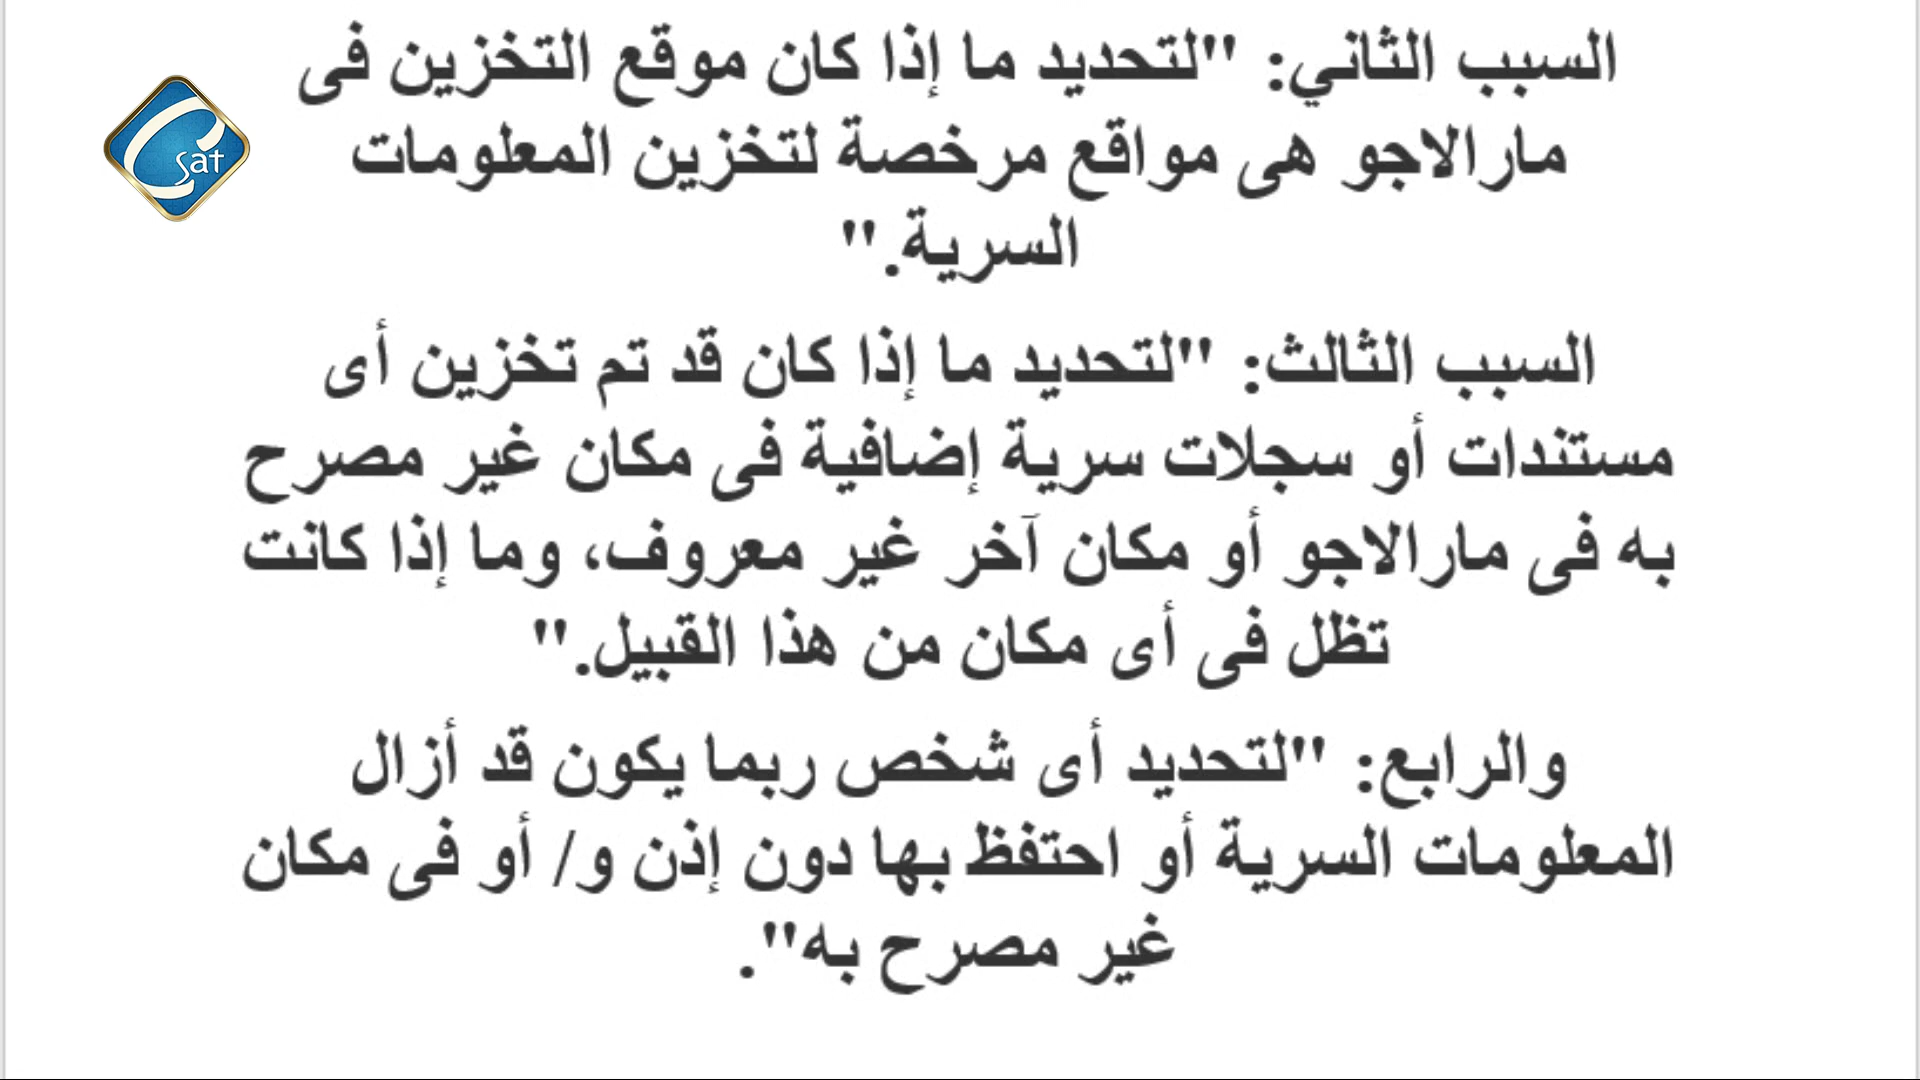 السبب الثاني: "لتحديد ما إذا كان موقع التخزين فى
مارالاجو هى مواقع مرخصة لتخزين المعلومات
السرية."
السبب الثالث: "لتحديد ما إذا كان قد تم تخزين أى
مستندات أو سجلات سرية إضافية فى مكان غير مصرح
به فى مارالاجو أو مكان آخر غير معروف، وما إذا كانت
تظل فى أى مكان من هذا القبيل."
والرابع: "لتحديد أى شخص ربما يكون قد أزال
المعلومات السرية أو احتفظ بها دون إذن و/ أو فى مكان
غير مصرح به".
C sat